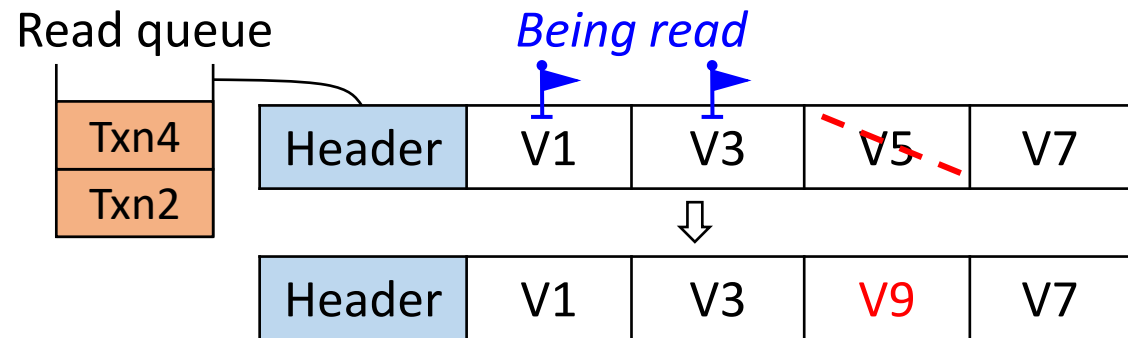 Read queue
Being read
Txn4
Txn2
Header V1 V3 V5 V7
Header V1 V3 V9 V7